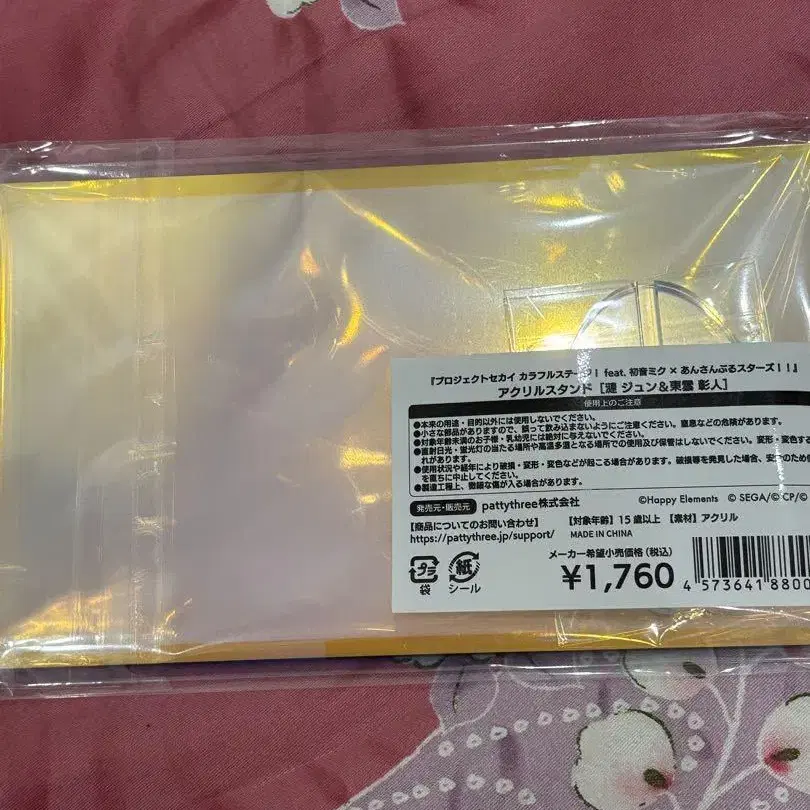 『プロジェクトセカイ カラフルステージ! feat. 初音ミク × あんさんぶるスターズ!!』
アクリルスタンド [漣 ジュン&東雲 彰人]
使用上のご注意
●本来の用途・目的以外には使用しないでください。
●小さな部品がありますので、誤って飲み込まないようにご注意ください。窒息などの危険があります。
●対象年齢未満のお子様・乳幼児には絶対に与えないでください。
●直射日光・蛍光灯の当たる場所や高温多湿となる場所での使用及び保管はしないでください。変形・変色する
れがあります。
●使用状況や経年により破損・変形・変色などが起こる場合があります。破損等を発見した場合、安全のため使
を直ちに中止してください。
●製造工程上、微細な傷が入る場合があります。
発売元・販売元 pattythree株式会社 ©Happy Elements © SEGA/© CP/©
【商品についてのお問い合わせ】 【対象年齢】15歳以上 【素材】アクリル
https://pattythree.jp/support/ MADE IN CHINA
メーカー希望小売価格(税込)
プラ 袋 紙 シール ¥1,760 4 573641 8800